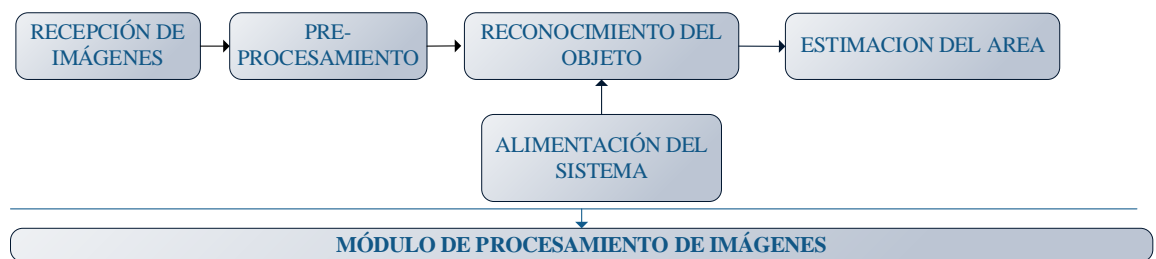 RECEPCIÓN DE
IMÁGENES
PRE-
PROCESAMIENTO
RECONOCIMIENTO DEL
OBJETO
ESTIMACION DEL AREA
ALIMENTACIÓN DEL
SISTEMA
MÓDULO DE PROCESAMIENTO DE IMÁGENES